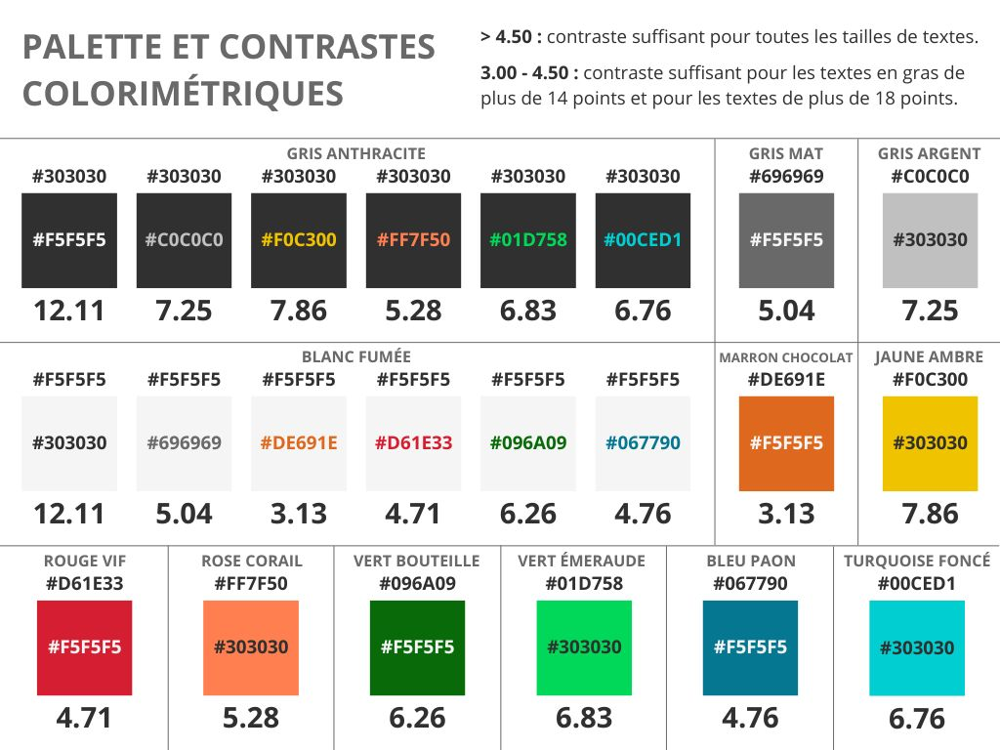 PALETTE ET CONTRASTES
COLORIMÉTRIQUES
> 4.50 : contraste suffisant pour toutes les tailles de textes.
3.00 - 4.50 : contraste suffisant pour les textes en gras de
plus de 14 points et pour les textes de plus de 18 points.
GRIS ANTHRACITE
#303030 #303030 #303030 #303030 #303030 #303030
#F5F5F5 #C0C0C0 #F0C300 #FF7F50 #01D758 #00CED1
12.11 7.25 7.86 5.28 6.83 6.76
GRIS MAT
#696969
#F5F5F5
5.04
GRIS ARGENT
#C0C0C0
#303030
7.25
BLANC FUMÉE
#F5F5F5 #F5F5F5 #F5F5F5 #F5F5F5 #F5F5F5 #F5F5F5
#303030 #696969 #DE691E #D61E33 #096A09 #067790
12.11 5.04 3.13 4.71 6.26 4.76
MARRON CHOCOLAT
#DE691E
#F5F5F5
3.13
JAUNE AMBRE
#F0C300
#303030
7.86
ROUGE VIF
#D61E33
#F5F5F5
4.71
ROSE CORAIL
#FF7F50
#303030
5.28
VERT BOUTEILLE
#096A09
#F5F5F5
6.26
VERT ÉMERAUDE
#01D758
#303030
6.83
BLEU PAON
#067790
#F5F5F5
4.76
TURQUOISE FONCÉ
#00CED1
#303030
6.76